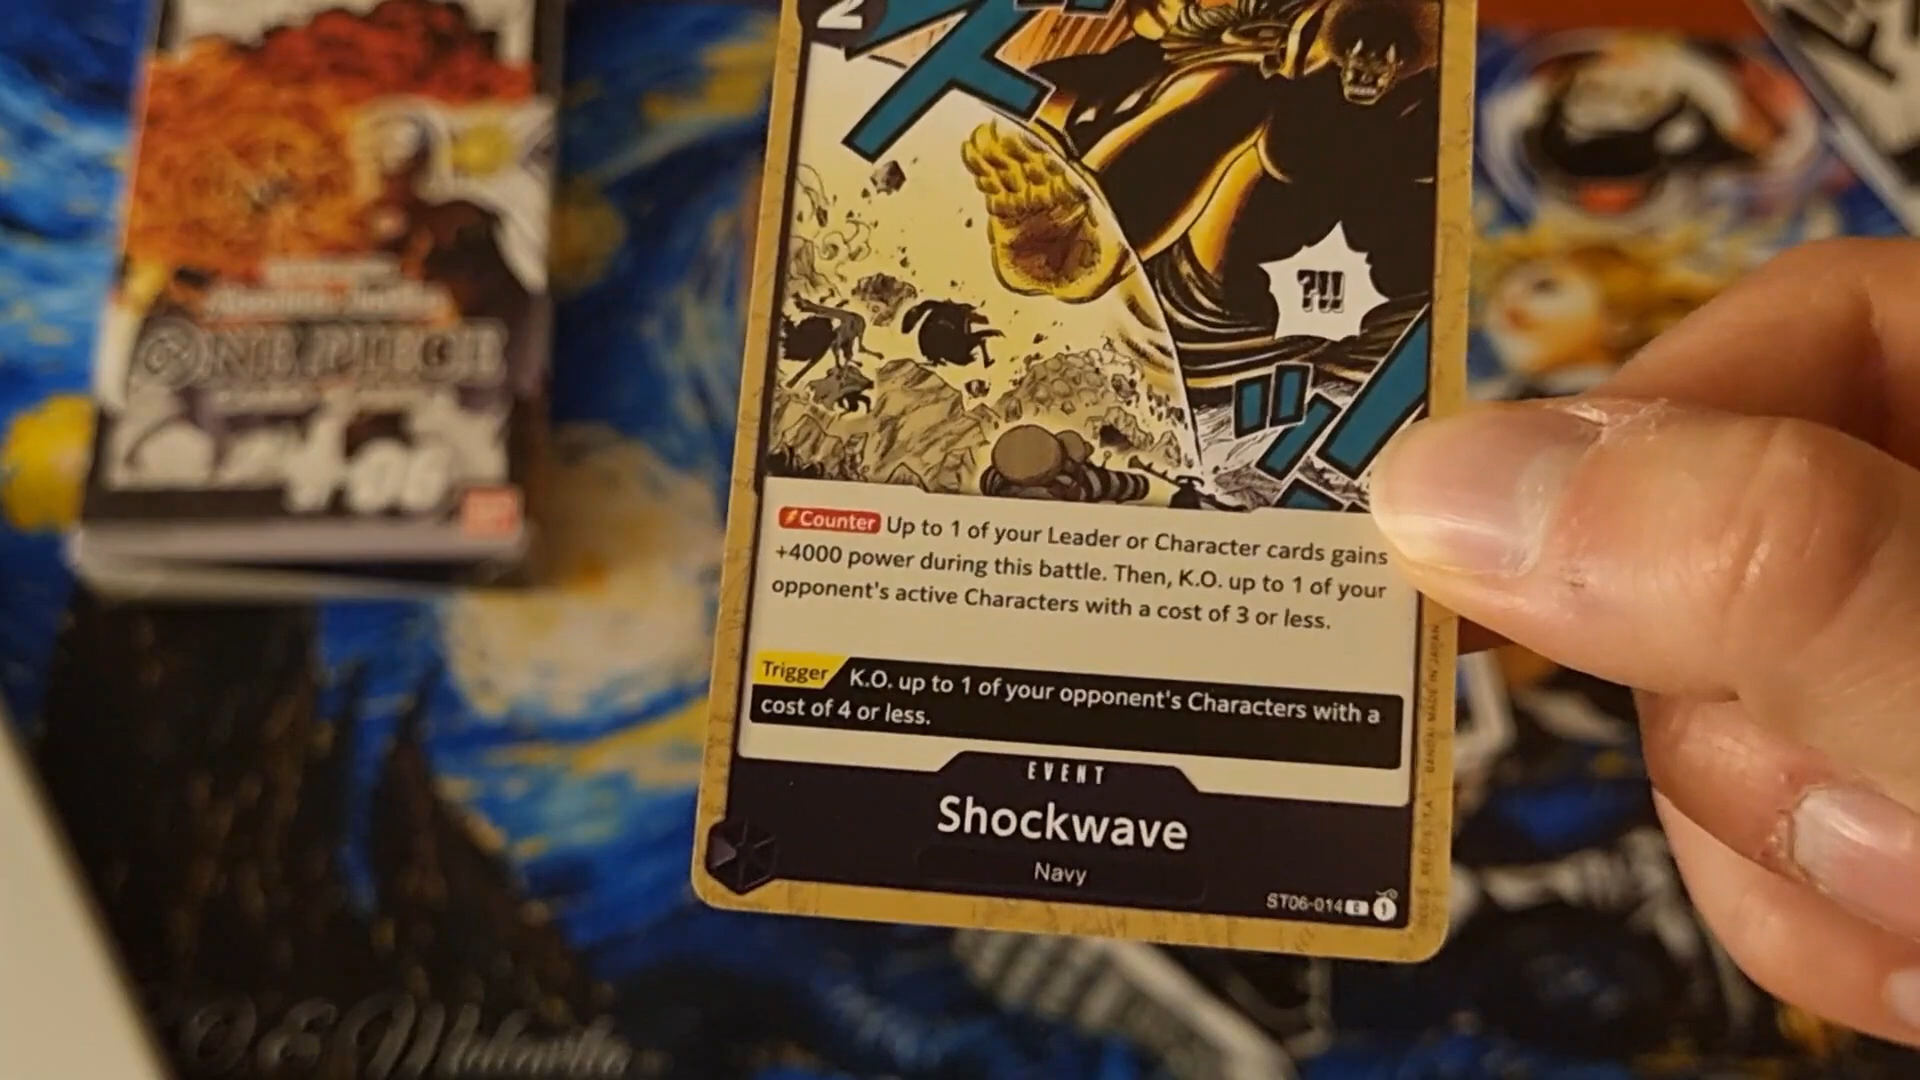 2
?!!
Counter Up to 1 of your Leader or Character cards gains
+4000 power during this battle. Then, K.O. up to 1 of your
opponent's active Characters with a cost of 3 or less.
Trigger K.O. up to 1 of your opponent's Characters with a
cost of 4 or less.
EVENT
Shockwave
Navy
ST06-014 C
ONE PIECE